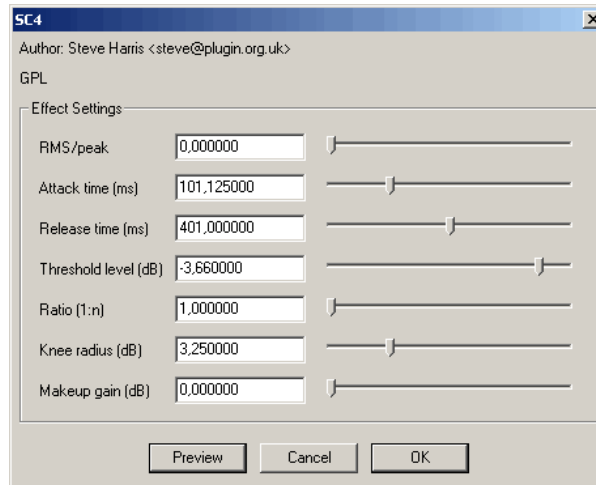 SC4
Author: Steve Harris <steve@plugin.org.uk>
GPL
Effect Settings
RMS/peak 0,000000
Attack time (ms) 101,125000
Release time (ms) 401,000000
Threshold level (dB) -3,660000
Ratio (1:n) 1,000000
Knee radius (dB) 3,250000
Makeup gain (dB) 0,000000
Preview Cancel OK